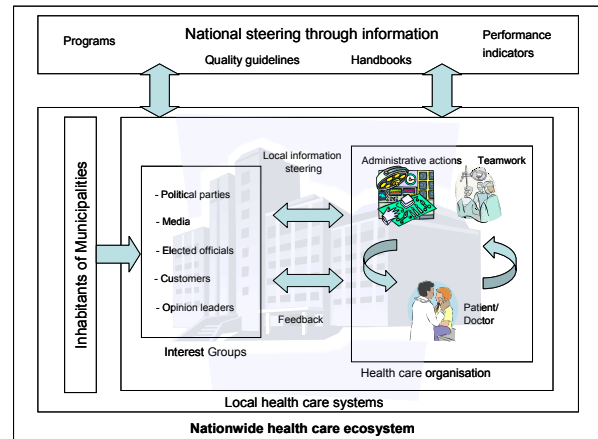 National steering through information
Programs
Quality guidelines
Handbooks
Performance
indicators
Inhabitants of Municipalities
- Political parties
- Media
- Elected officials
- Customers
- Opinion leaders
Interest Groups
Local information
steering
Feedback
Administrative actions
Teamwork
Patient/
Doctor
Health care organisation
Local health care systems
Nationwide health care ecosystem